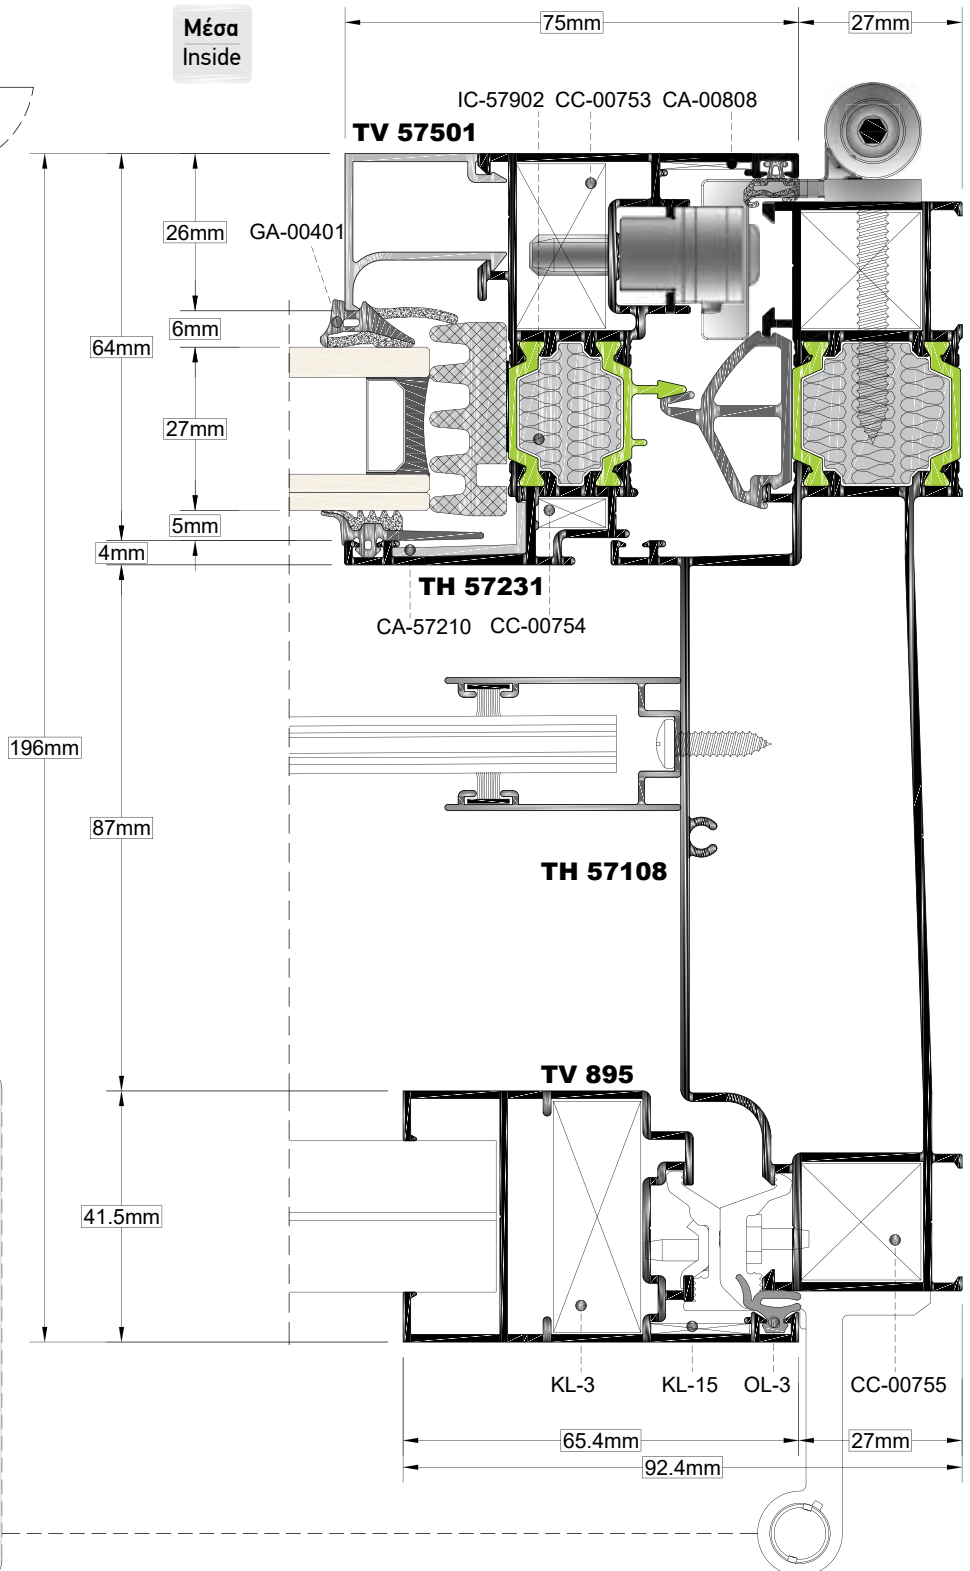 Μέσα
Inside
75mm
27mm
IC-57902
CC-00753
CA-00808
TV 57501
26mm
GA-00401
6mm
64mm
27mm
5mm
4mm
TH 57231
CA-57210
CC-00754
196mm
87mm
TH 57108
TV 895
41.5mm
KL-3
KL-15
OL-3
CC-00755
65.4mm
27mm
92.4mm